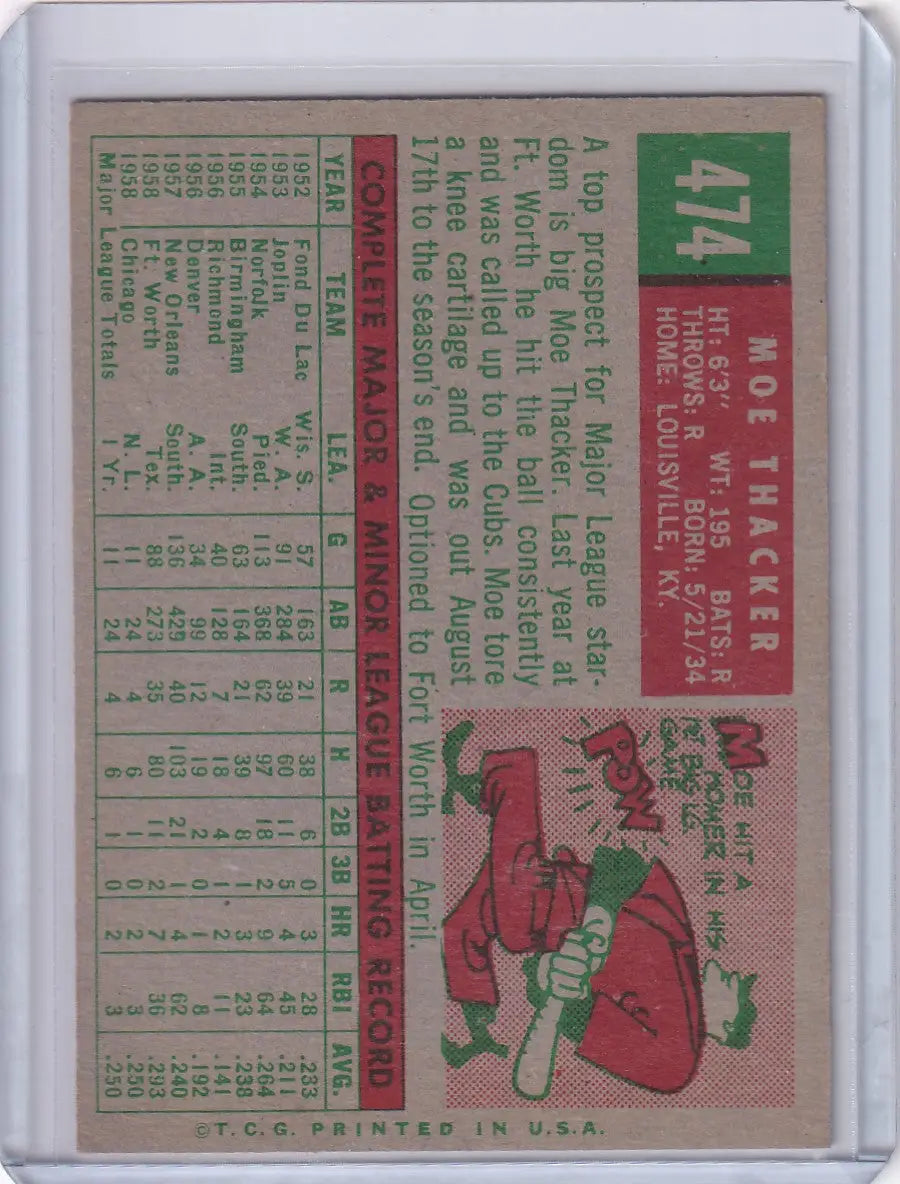 474
MOE THACKER
HT: 6'3" WT: 195 BATS: R
THROWS: R BORN: 5/21/34
HOME: LOUISVILLE, KY.
A top prospect for Major League star-
dom is big Moe Thacker. Last year at
Ft. Worth he hit the ball consistently
and was called up to the Cubs. Moe tore
a knee cartilage and was out August
17th to the season's end. Optioned to Fort Worth in April.
MOE HIT A
HOMER IN HIS
1ST BIG LG.
GAME
POW
COMPLETE MAJOR & MINOR LEAGUE BATTING RECORD
YEAR TEAM LEA. G AB R H 2B 3B HR RBI AVG.
1952 Fond Du Lac Wis. S. 57 163 21 38 6 0 3 28 .233
1953 Joplin W. A. 91 284 39 60 11 5 4 45 .211
1954 Norfolk Pied. 113 368 62 97 18 2 9 64 .264
1955 Birmingham South. 63 164 21 39 8 1 3 23 .238
1956 Richmond Int. 40 128 7 18 4 1 2 11 .141
1956 Denver A. A. 34 99 12 19 2 0 1 8 .192
1957 New Orleans South. 136 429 40 103 21 1 4 62 .240
1958 Ft. Worth Tex. 88 273 35 80 11 2 7 36 .293
1958 Chicago N. L. 11 24 4 6 1 0 2 3 .250
Major League Totals 1 Yr. 11 24 4 6 1 0 2 3 .250
©T. C. G. PRINTED IN U.S.A.